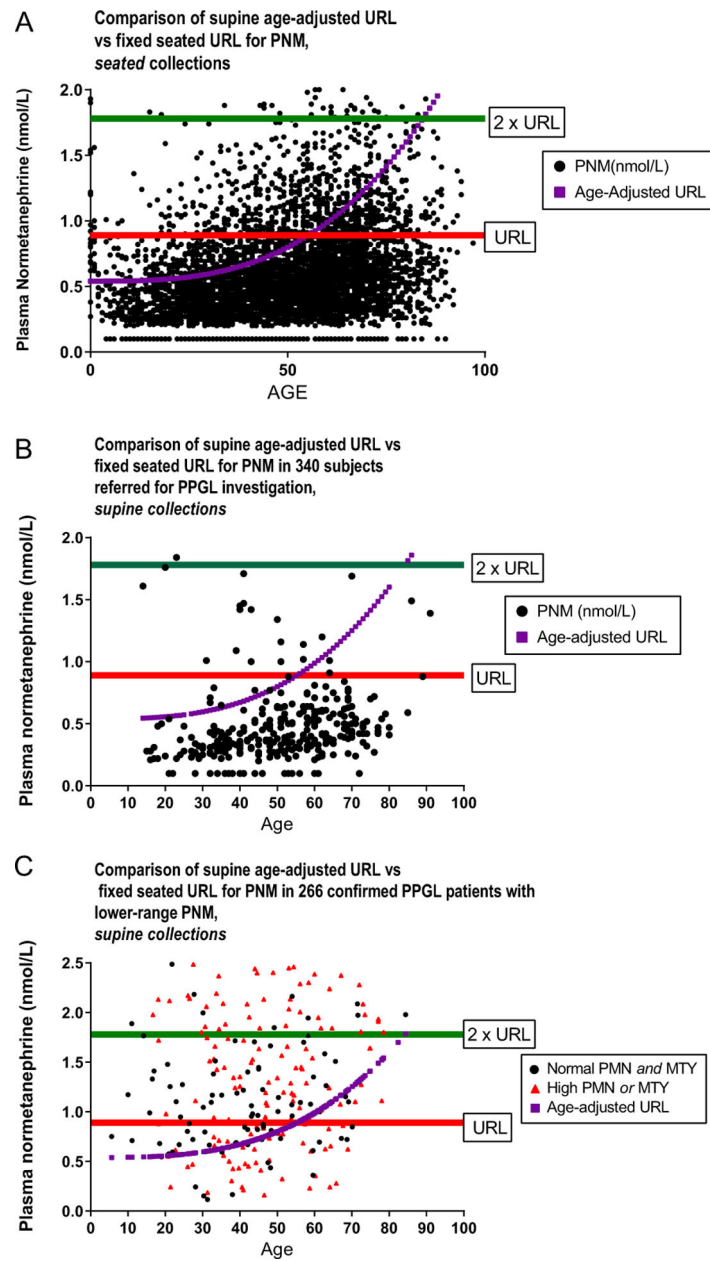 A
Comparison of supine age-adjusted URL
vs fixed seated URL for PNM,
seated collections
Plasma Normetanephrine (nmol/L)
2.0
1.5
1.0
0.5
0.0
0
50
100
AGE
2 x URL
URL
PNM(nmol/L)
Age-Adjusted URL
B
Comparison of supine age-adjusted URL vs
fixed seated URL for PNM in 340 subjects
referred for PPGL investigation,
supine collections
Plasma normetanephrine (nmol/L)
2.0
1.5
1.0
0.5
0.0
0 10 20 30 40 50 60 70 80 90 100
Age
2 x URL
URL
PNM (nmol/L)
Age-adjusted URL
C
Comparison of supine age-adjusted URL vs
fixed seated URL for PNM in 266 confirmed PPGL patients with
lower-range PNM,
supine collections
Plasma normetanephrine (nmol/L)
2.5
2.0
1.5
1.0
0.5
0.0
0 10 20 30 40 50 60 70 80 90 100
Age
2 x URL
URL
Normal PMN and MTY
High PMN or MTY
Age-adjusted URL